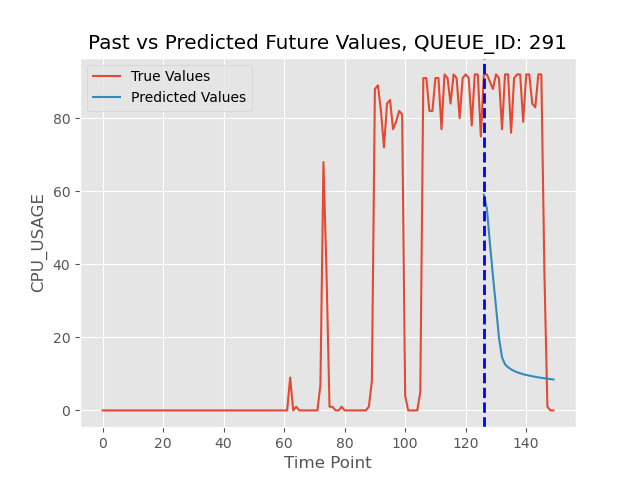 Past vs Predicted Future Values, QUEUE_ID: 291
True Values
Predicted Values
CPU_USAGE
80
60
40
20
0
0 20 40 60 80 100 120 140
Time Point